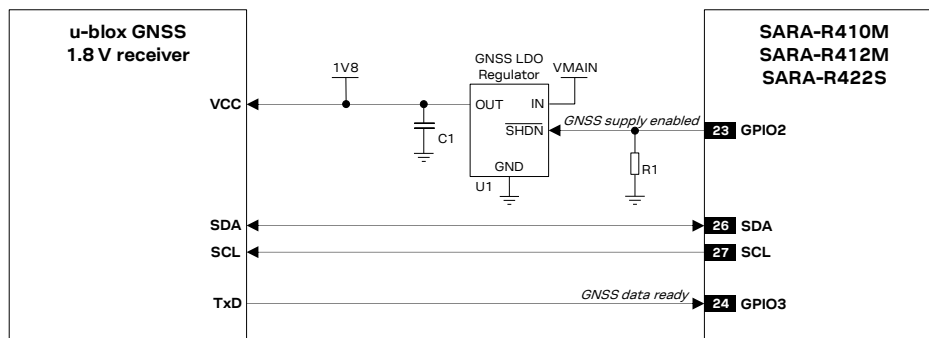 u-blox GNSS
1.8 V receiver
SARA-R410M
SARA-R412M
SARA-R422S
GNSS LDO
Regulator
1V8
VMAIN
VCC
OUT
IN
GNSS supply enabled
SHDN
23 GPIO2
C1
GND
R1
U1
SDA
26 SDA
SCL
27 SCL
GNSS data ready
TxD
24 GPIO3